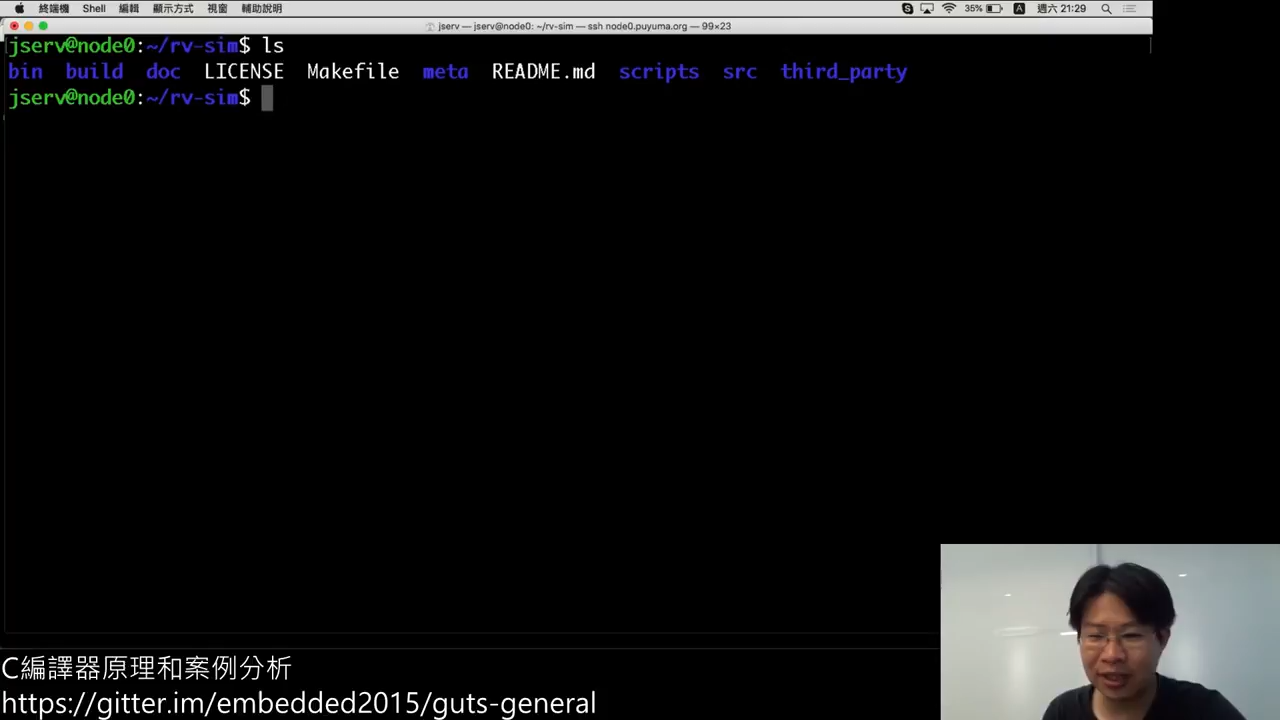 終端機 Shell 編輯 顯示方式 視窗 輔助說明 35% A 週六 21:29
jserv — jserv@node0: ~/rv-sim — ssh node0.puyuma.org — 99×23
jserv@node0:~/rv-sim$ ls
bin build doc LICENSE Makefile meta README.md scripts src third_party
jserv@node0:~/rv-sim$
C編譯器原理和案例分析
https://gitter.im/embedded2015/guts-general